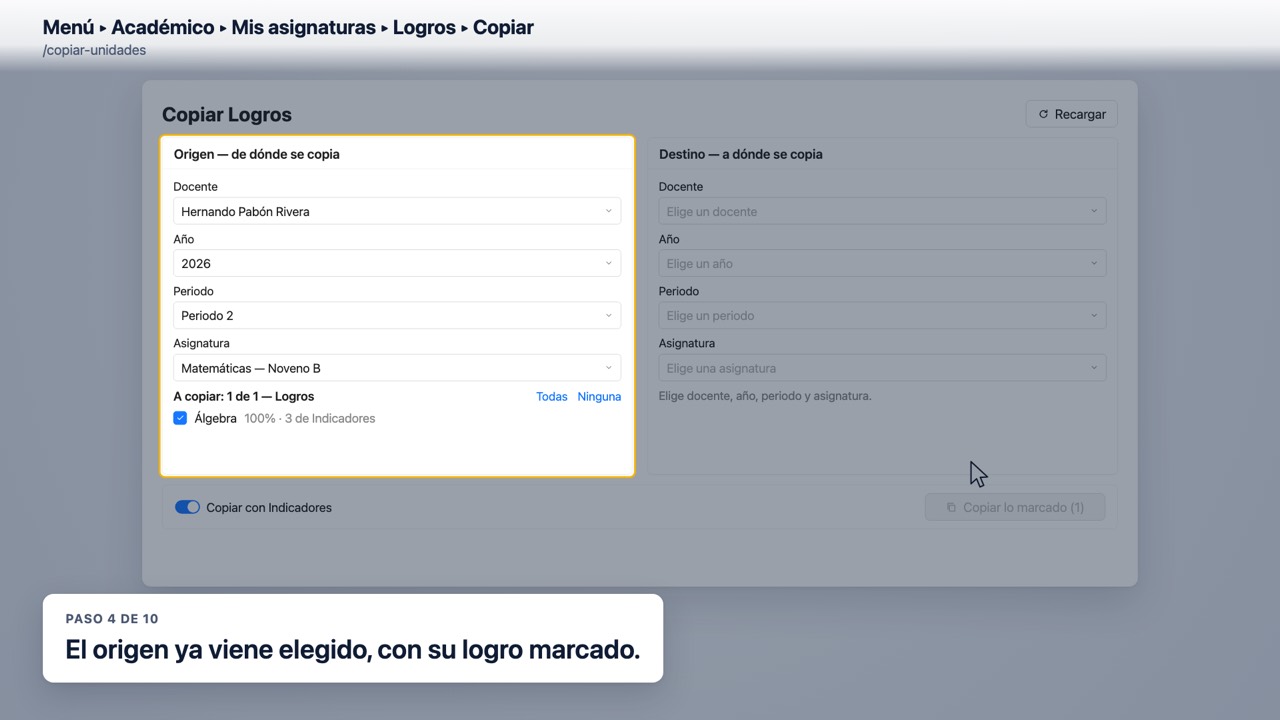 Menú ▸ Académico ▸ Mis asignaturas ▸ Logros ▸ Copiar
/copiar-unidades
Copiar Logros
Recargar
Origen — de dónde se copia
Docente
Hernando Pabón Rivera
Año
2026
Periodo
Periodo 2
Asignatura
Matemáticas — Noveno B
A copiar: 1 de 1 — Logros
Todas
Ninguna
Álgebra 100% · 3 de Indicadores
Destino — a dónde se copia
Docente
Elige un docente
Año
Elige un año
Periodo
Elige un periodo
Asignatura
Elige una asignatura
Elige docente, año, periodo y asignatura.
Copiar con Indicadores
Copiar lo marcado (1)
PASO 4 DE 10
El origen ya viene elegido, con su logro marcado.